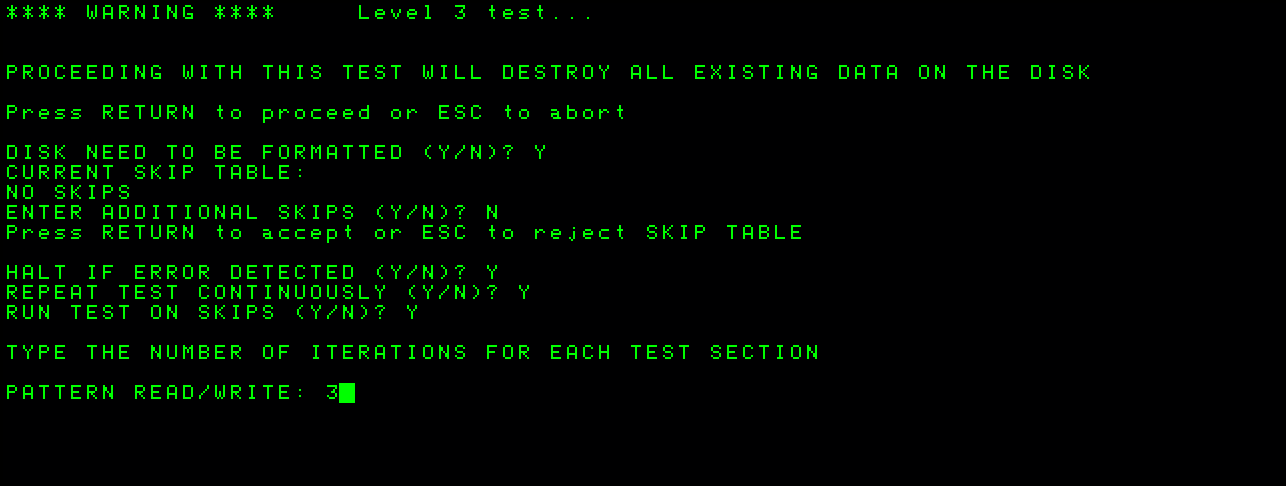 **** WARNING ****     Level 3 test...
PROCEEDING WITH THIS TEST WILL DESTROY ALL EXISTING DATA ON THE DISK
Press RETURN to proceed or ESC to abort
DISK NEED TO BE FORMATTED (Y/N)? Y
CURRENT SKIP TABLE:
NO SKIPS
ENTER ADDITIONAL SKIPS (Y/N)? N
Press RETURN to accept or ESC to reject SKIP TABLE
HALT IF ERROR DETECTED (Y/N)? Y
REPEAT TEST CONTINUOUSLY (Y/N)? Y
RUN TEST ON SKIPS (Y/N)? Y
TYPE THE NUMBER OF ITERATIONS FOR EACH TEST SECTION
PATTERN READ/WRITE: 3